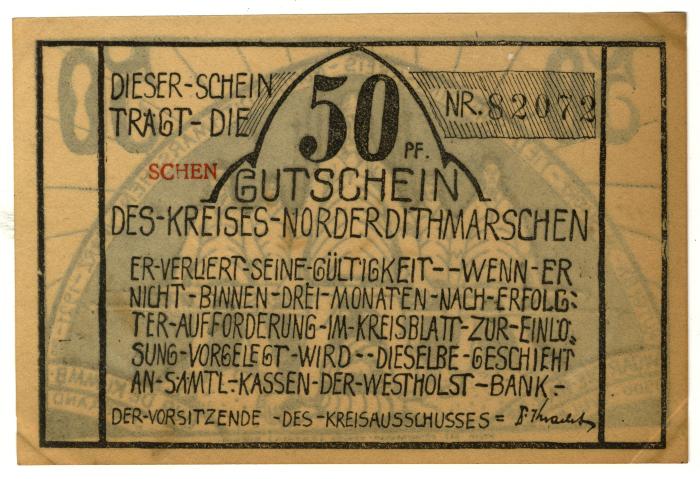 DIESER-SCHEIN
TRAGT-DIE
NR. 82072
50 PF.
SCHEN
GUTSCHEIN
DES-KREISES-NORDERDITHMARSCHEN
ER-VERLIERT-SEINE-GÜLTIGKEIT--WENN-ER
NICHT-BINNEN-DREI-MONATEN-NACH-ERFOLG:
TER-AUFFORDERUNG-IM-KREISBLATT-ZUR-EINLÖ:
SUNG-VORGELEGT-WIRD--DIESELBE-GESCHIEHT
AN-SÄMTL.-KASSEN-DER-WESTHOLST-BANK.-
DER-VORSITZENDE-DES-KREISAUSSCHUSSES=